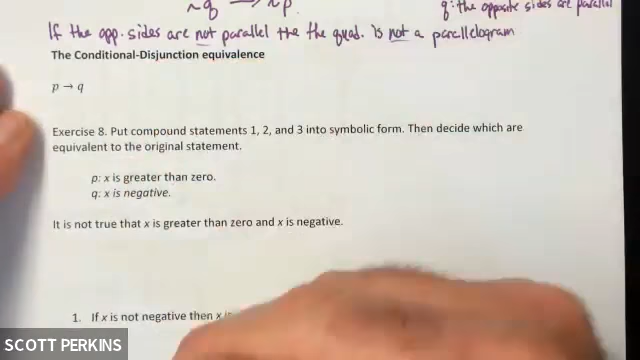 ~q → ~p
q: the opposite sides are parallel
If the opp. sides are not parallel the the quad. is not a parellelogram
The Conditional-Disjunction equivalence
p → q
Exercise 8. Put compound statements 1, 2, and 3 into symbolic form. Then decide which are
equivalent to the original statement.
p: x is greater than zero.
q: x is negative.
It is not true that x is greater than zero and x is negative.
1. If x is not negative then x
SCOTT PERKINS